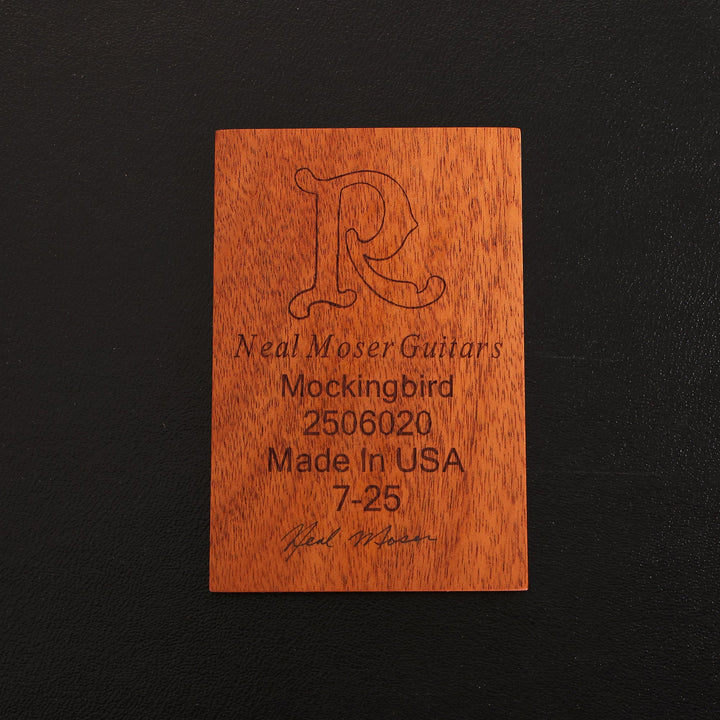 R
Neal Moser Guitars
Mockingbird
2506020
Made In USA
7-25
Neal Moser